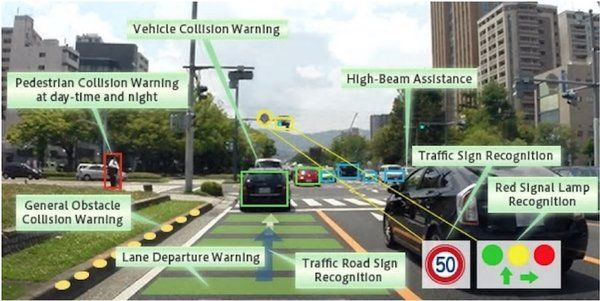 Vehicle Collision Warning
Pedestrian Collision Warning
at day-time and night
High-Beam Assistance
Traffic Sign Recognition
Red Signal Lamp
Recognition
General Obstacle
Collision Warning
Lane Departure Warning
Traffic Road Sign
Recognition
50